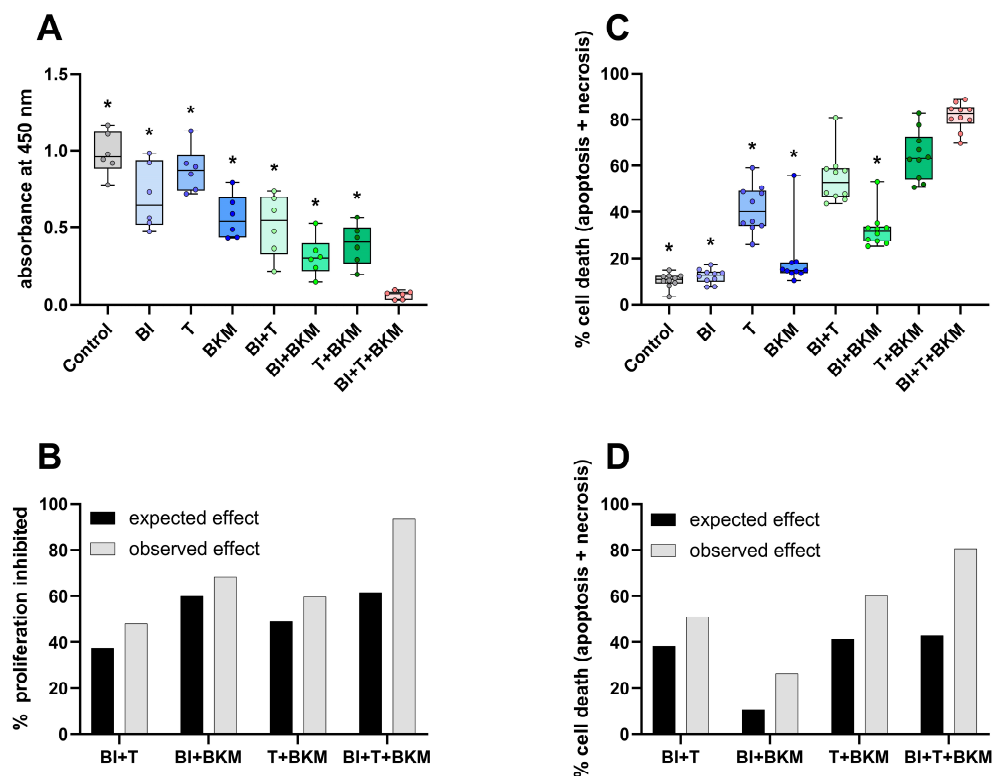 A
absorbance at 450 nm
1.5
1.0
0.5
0.0
* * * * * * *
Control BI T BKM BI+T BI+BKM T+BKM BI+T+BKM
C
% cell death (apoptosis + necrosis)
100
80
60
40
20
0
* * * * *
Control BI T BKM BI+T BI+BKM T+BKM BI+T+BKM
B
% proliferation inhibited
100
80
60
40
20
0
expected effect
observed effect
BI+T BI+BKM T+BKM BI+T+BKM
D
% cell death (apoptosis + necrosis)
100
80
60
40
20
0
expected effect
observed effect
BI+T BI+BKM T+BKM BI+T+BKM